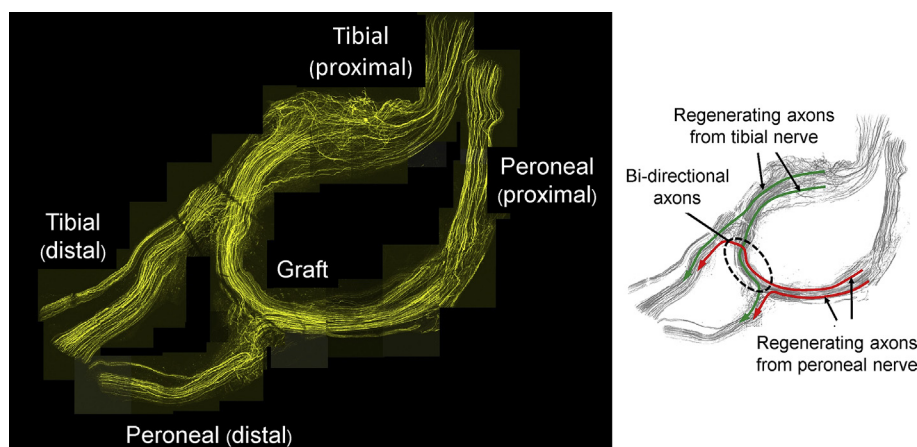 Tibial
(proximal)
Peroneal
(proximal)
Tibial
(distal)
Graft
Peroneal (distal)
Regenerating axons
from tibial nerve
Bi-directional
axons
Regenerating axons
from peroneal nerve